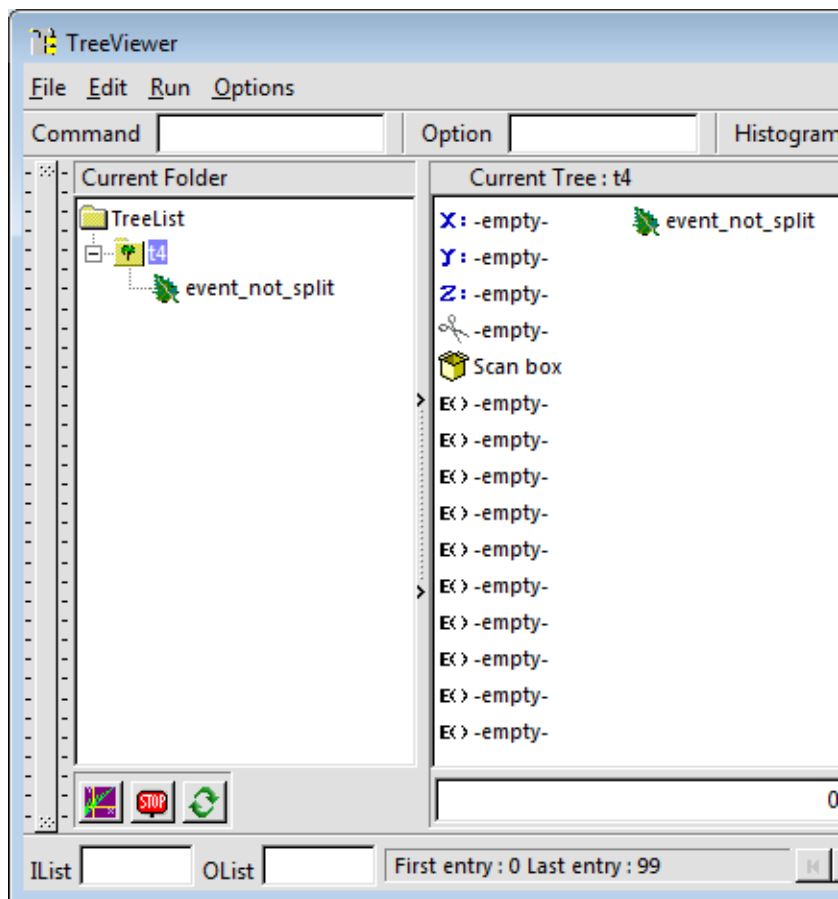 TreeViewer
File Edit Run Options
Command Option Histogram
Current Folder
Current Tree : t4
TreeList
t4
event_not_split
X: -empty-
Y: -empty-
Z: -empty-
-empty-
Scan box
E() -empty-
E() -empty-
E() -empty-
E() -empty-
E() -empty-
E() -empty-
E() -empty-
E() -empty-
E() -empty-
E() -empty-
event_not_split
STOP
0
IList OList First entry : 0 Last entry : 99